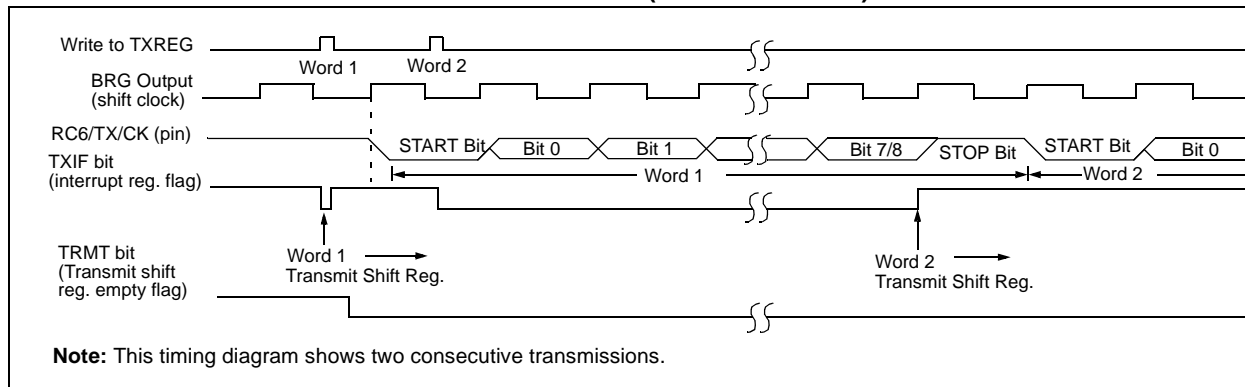 Write to TXREG
Word 1
Word 2
BRG Output
(shift clock)
RC6/TX/CK (pin)
START Bit
Bit 0
Bit 1
Bit 7/8
STOP Bit
START Bit
Bit 0
Word 1
Word 2
TXIF bit
(interrupt reg. flag)
Word 1
Transmit Shift Reg.
Word 2
Transmit Shift Reg.
TRMT bit
(Transmit shift
reg. empty flag)
Note: This timing diagram shows two consecutive transmissions.